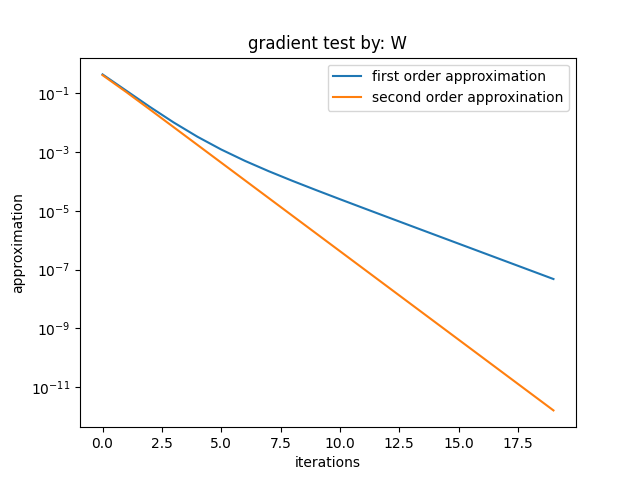 gradient test by: W
first order approximation
second order approxination
approximation
10⁻¹
10⁻³
10⁻⁵
10⁻⁷
10⁻⁹
10⁻¹¹
0.0 2.5 5.0 7.5 10.0 12.5 15.0 17.5
iterations